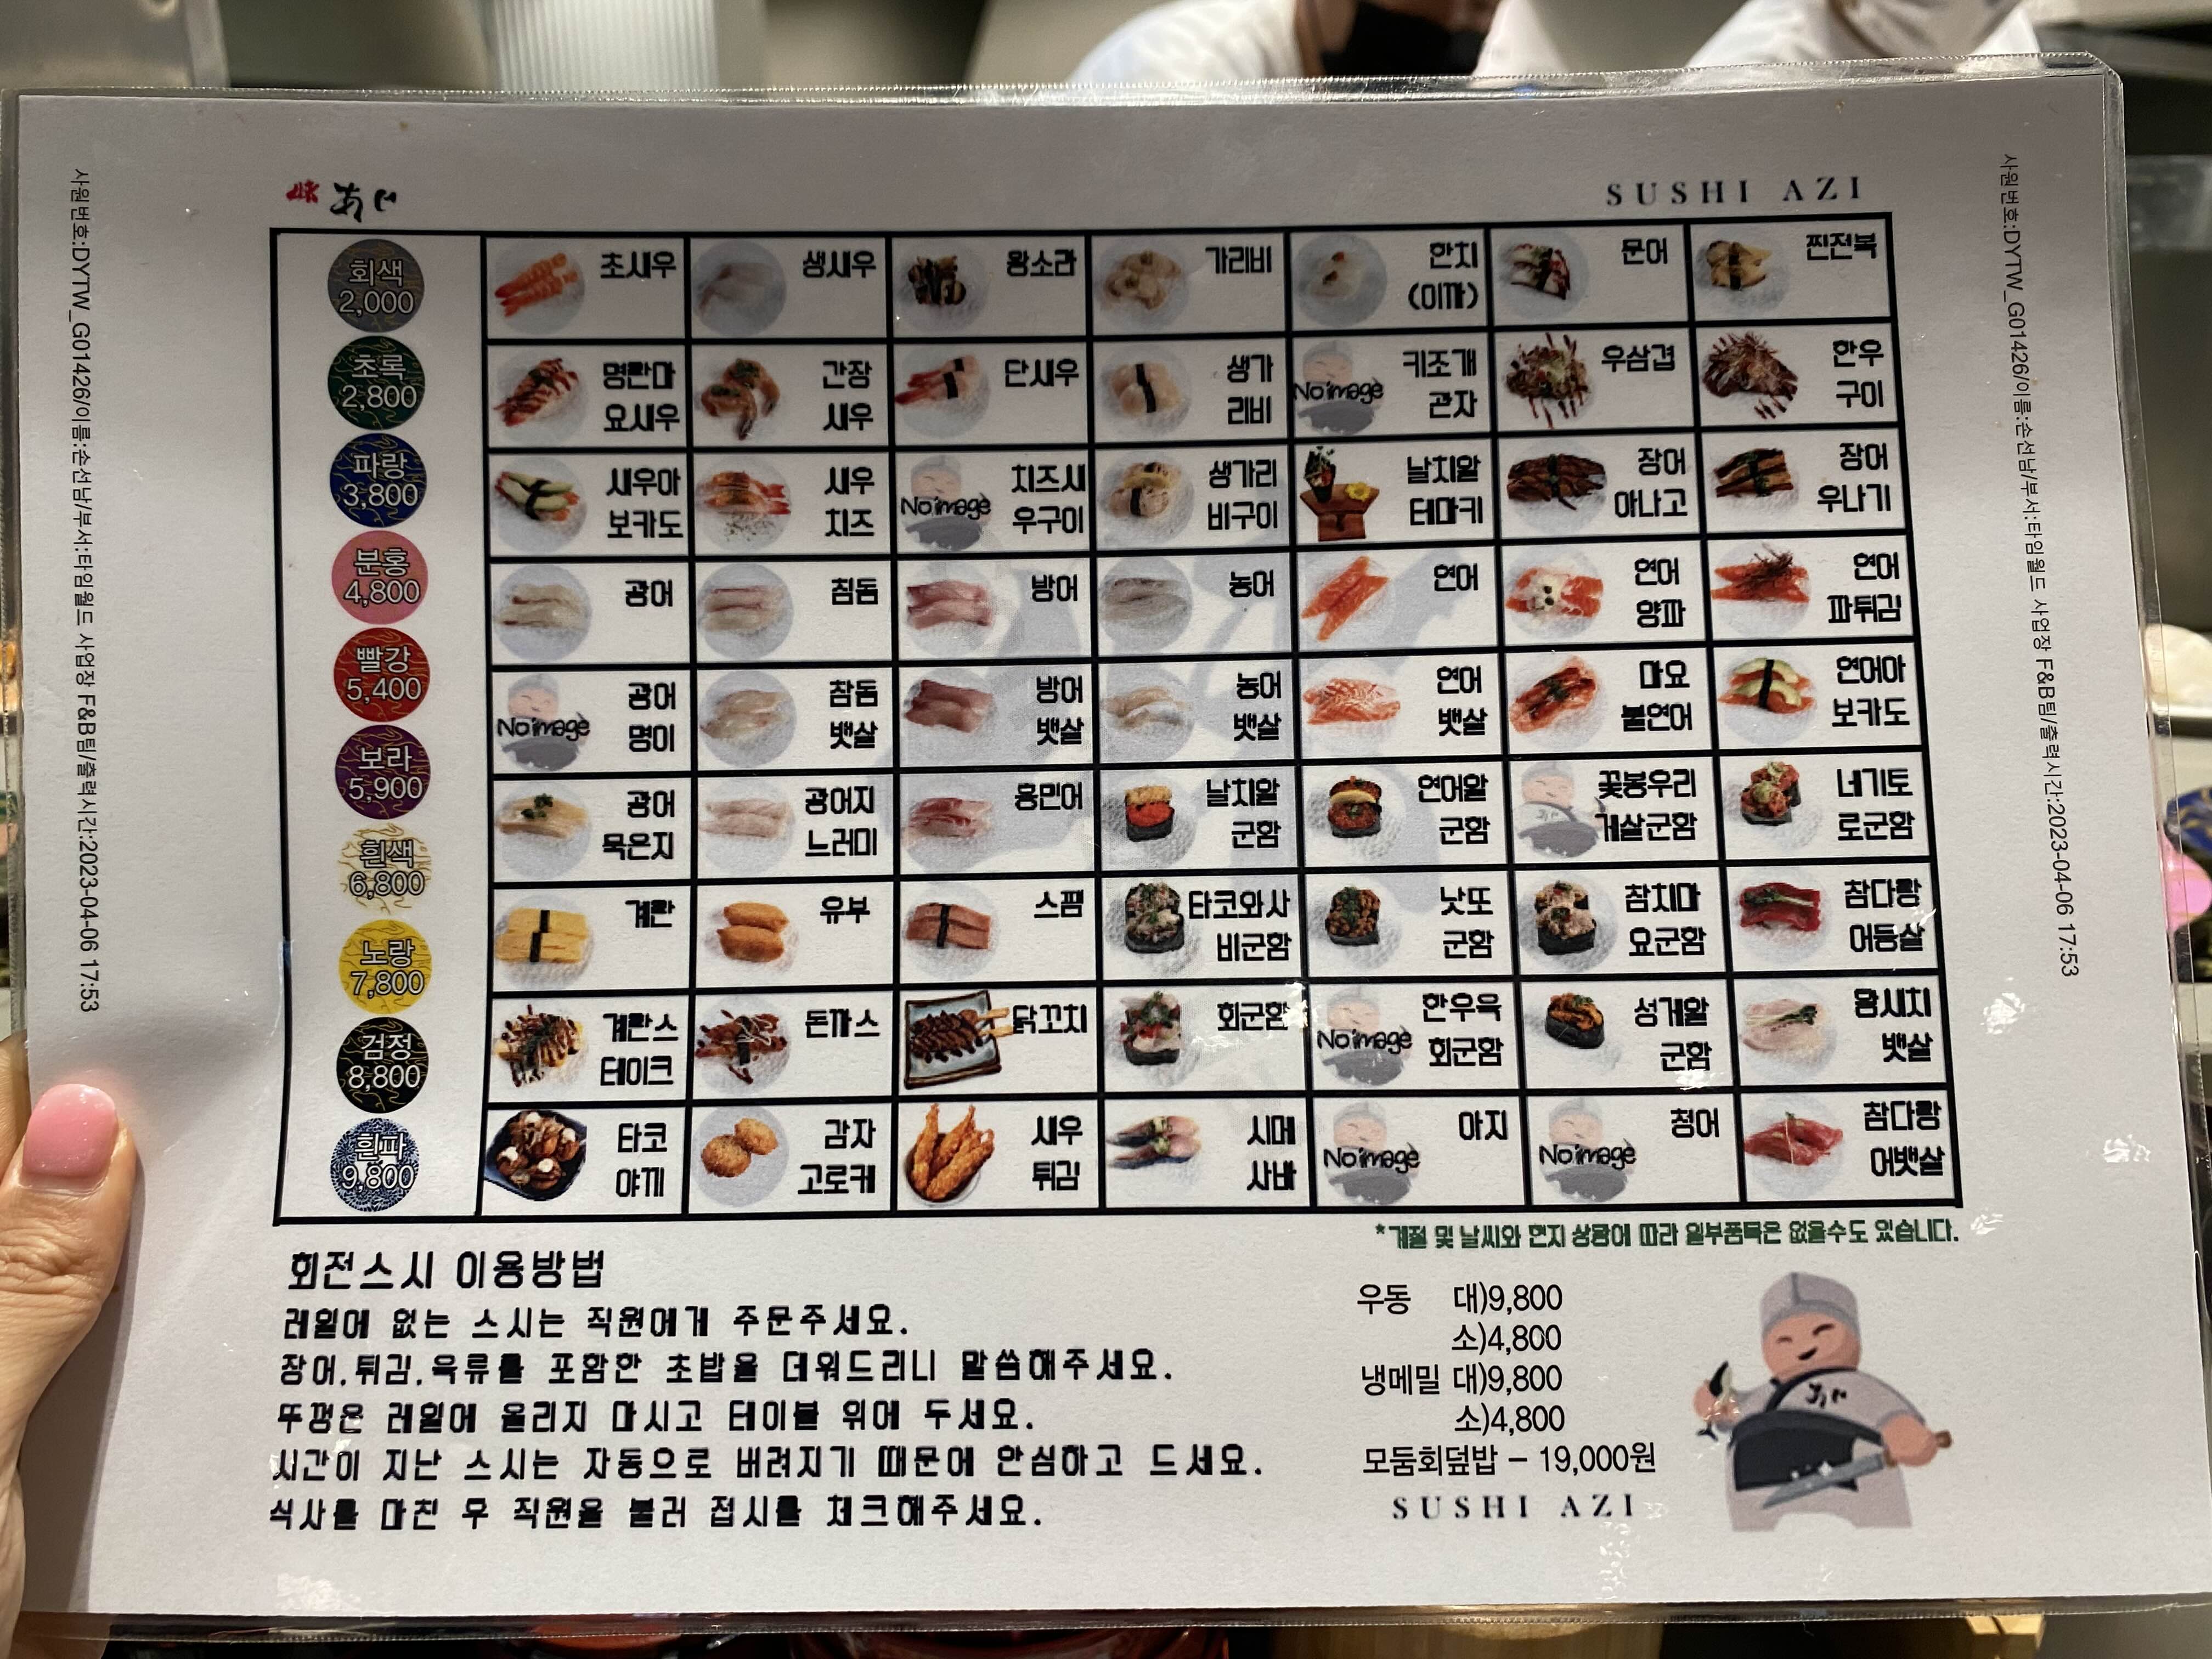 味 あじ
SUSHI AZI
사원번호:DYTW_G01426/이름:손선남/부서:타임월드 사업장 F&B팀/출력시간:2023-04-06 17:53
회색
2,000
초록
2,800
파랑
3,800
분홍
4,800
빨강
5,400
보라
5,900
흰색
6,800
노랑
7,800
검정
8,800
흰파
9,800
초새우
생새우
왕소라
가리비
한치
(이까)
문어
찐전복
명란마
요새우
간장
새우
단새우
생가
리비
No image
키조개
관자
우삼겹
한우
구이
새우아
보카도
새우
치즈
No image
치즈새
우구이
생가리
비구이
날치알
테마키
장어
아나고
장어
우나기
광어
참돔
방어
농어
연어
연어
양파
연어
파튀김
No image
광어
명이
참돔
뱃살
방어
뱃살
농어
뱃살
연어
뱃살
마요
불연어
연어아
보카도
광어
묵은지
광어지
느러미
홍민어
날치알
군함
연어알
군함
꽃봉우리
게살군함
네기토
로군함
계란
유부
스팸
타코와사
비군함
낫또
군함
참치마
요군함
참다랑
어등살
계란스
테이크
돈까스
닭꼬치
회군함
No image
한우육
회군함
성게알
군함
왕새치
뱃살
타코
야끼
감자
고로케
새우
튀김
시메
사바
No image
아지
No image
청어
참다랑
어뱃살
*계절 및 날씨와 현지 상황에 따라 일부품목은 없을수도 있습니다.
회전스시 이용방법
레일에 없는 스시는 직원에게 주문주세요.
장어,튀김,육류를 포함한 초밥을 데워드리니 말씀해주세요.
뚜껑은 레일에 올리지 마시고 테이블 위에 두세요.
시간이 지난 스시는 자동으로 버려지기 때문에 안심하고 드세요.
식사를 마친 후 직원을 불러 접시를 체크해주세요.
우동 대)9,800
소)4,800
냉메밀 대)9,800
소)4,800
모둠회덮밥 – 19,000원
SUSHI AZI
사원번호:DYTW_G01426/이름:손선남/부서:타임월드 사업장 F&B팀/출력시간:2023-04-06 17:53